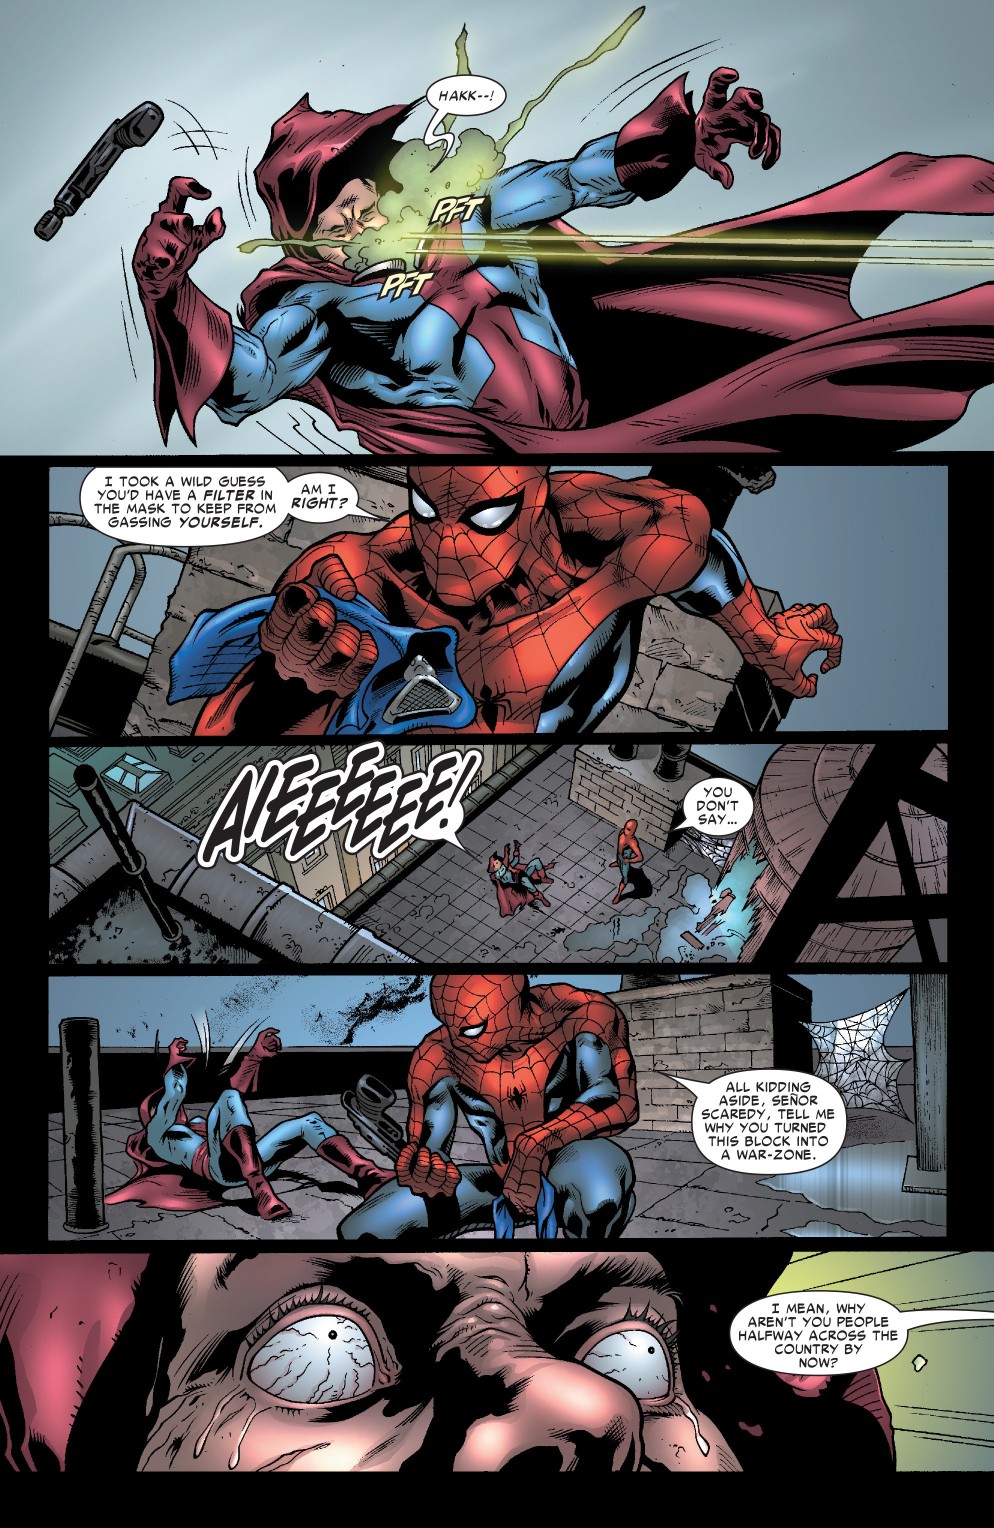 HAKK--!
PFT
PFT
I TOOK A WILD GUESS
YOU'D HAVE A FILTER IN
THE MASK TO KEEP FROM
GASSING YOURSELF.
AM I
RIGHT?
AIEEEEEEE!
YOU
DON'T
SAY...
ALL KIDDING
ASIDE, SEÑOR
SCAREDY, TELL ME
WHY YOU TURNED
THIS BLOCK INTO
A WAR-ZONE.
I MEAN, WHY
AREN'T YOU PEOPLE
HALFWAY ACROSS THE
COUNTRY BY
NOW?